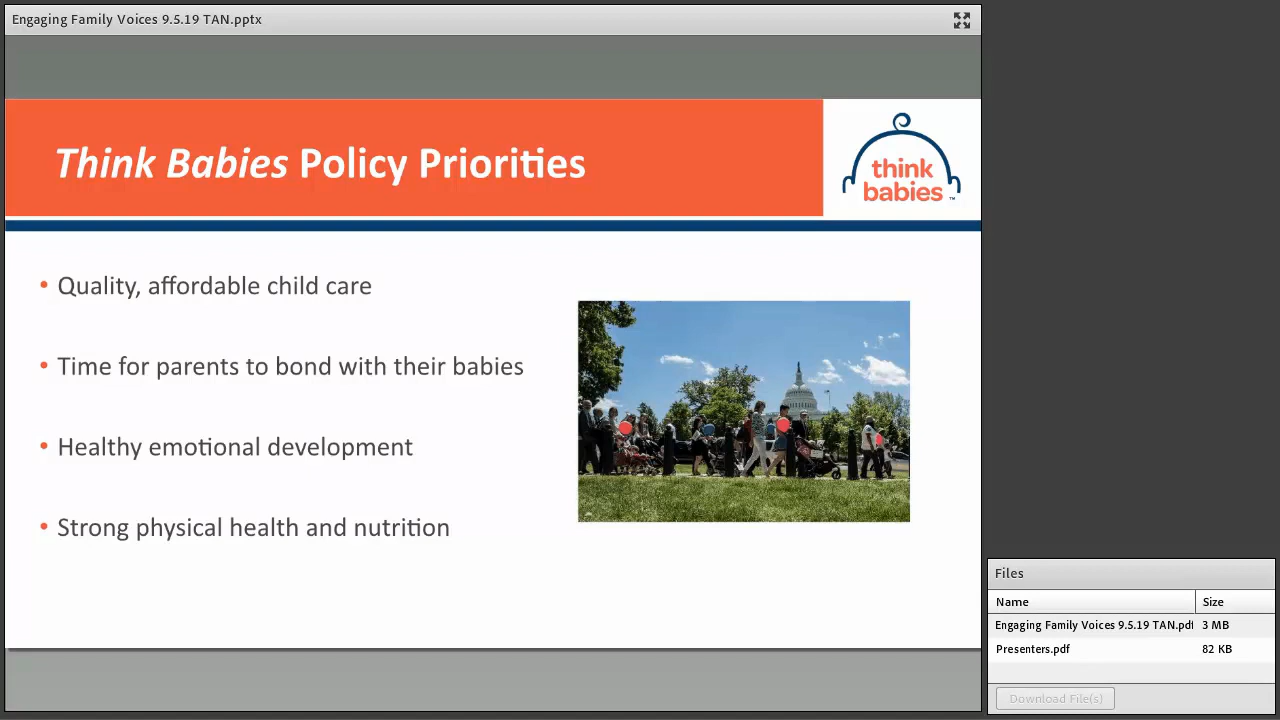 Engaging Family Voices 9.5.19 TAN.pptx
Think Babies Policy Priorities
think
babies™
• Quality, affordable child care
• Time for parents to bond with their babies
• Healthy emotional development
• Strong physical health and nutrition
Files
Name Size
Engaging Family Voices 9.5.19 TAN.pdf 3 MB
Presenters.pdf 82 KB
Download File(s)